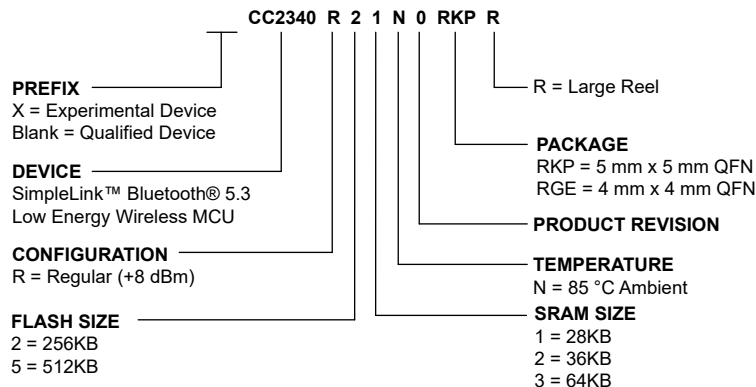 CC2340 R 2 1 N 0 RKP R
PREFIX
X = Experimental Device
Blank = Qualified Device
DEVICE
SimpleLink™ Bluetooth® 5.3
Low Energy Wireless MCU
CONFIGURATION
R = Regular (+8 dBm)
FLASH SIZE
2 = 256KB
5 = 512KB
R = Large Reel
PACKAGE
RKP = 5 mm x 5 mm QFN
RGE = 4 mm x 4 mm QFN
PRODUCT REVISION
TEMPERATURE
N = 85 °C Ambient
SRAM SIZE
1 = 28KB
2 = 36KB
3 = 64KB